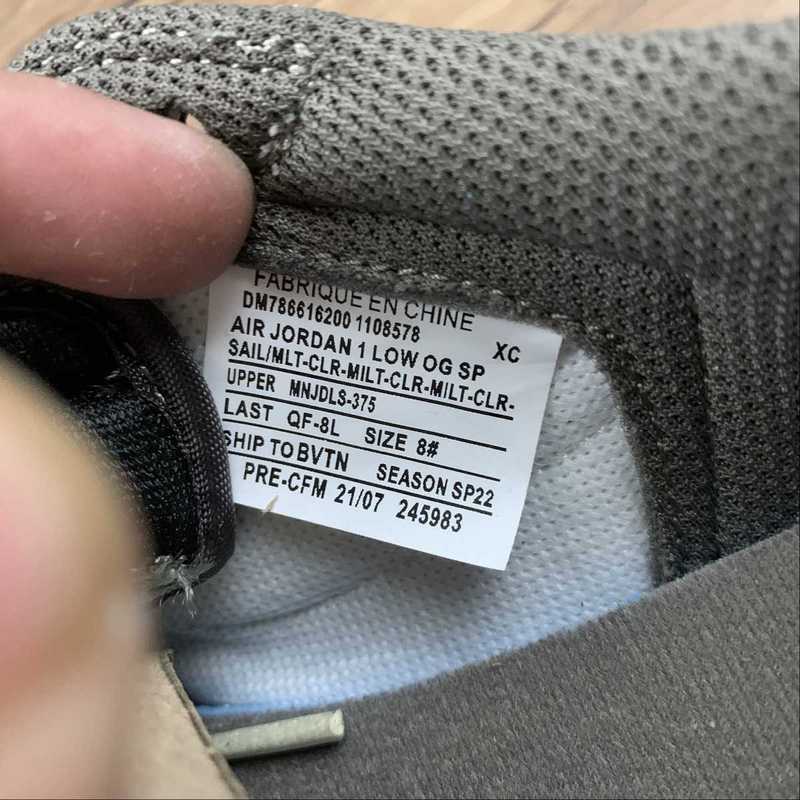 FABRIQUE EN CHINE
DM786616200 1108578
XC
AIR JORDAN 1 LOW OG SP
SAIL/MLT-CLR-MILT-CLR-MILT-CLR-
UPPER MNJDLS-375
LAST QF-8L SIZE 8#
SHIP TO BVTN SEASON SP22
PRE-CFM 21/07 245983